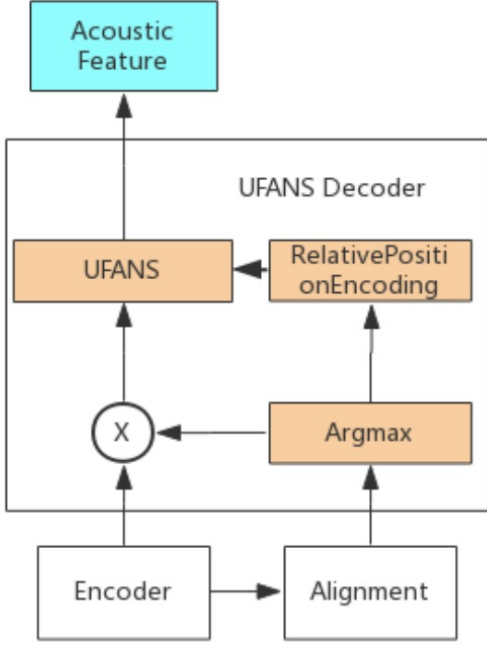 Acoustic
Feature
UFANS Decoder
UFANS
RelativePositi
onEncoding
X
Argmax
Encoder
Alignment